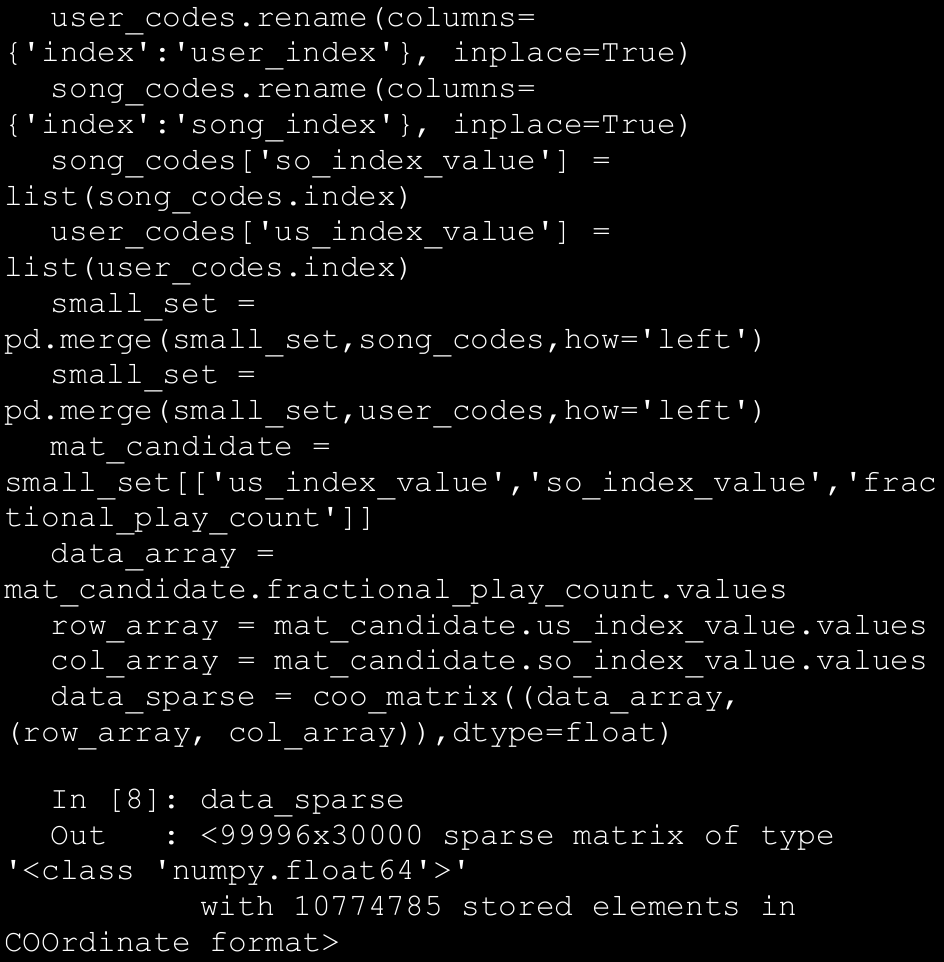 user_codes.rename(columns=
{'index':'user_index'}, inplace=True)
song_codes.rename(columns=
{'index':'song_index'}, inplace=True)
song_codes['so_index_value'] =
list(song_codes.index)
user_codes['us_index_value'] =
list(user_codes.index)
small_set =
pd.merge(small_set,song_codes,how='left')
small_set =
pd.merge(small_set,user_codes,how='left')
mat_candidate =
small_set[['us_index_value','so_index_value','frac
tional_play_count']]
data_array =
mat_candidate.fractional_play_count.values
row_array = mat_candidate.us_index_value.values
col_array = mat_candidate.so_index_value.values
data_sparse = coo_matrix((data_array,
(row_array, col_array)),dtype=float)
In [8]: data_sparse
Out   : <99996x30000 sparse matrix of type
'<class 'numpy.float64'>'
with 10774785 stored elements in
COOrdinate format>